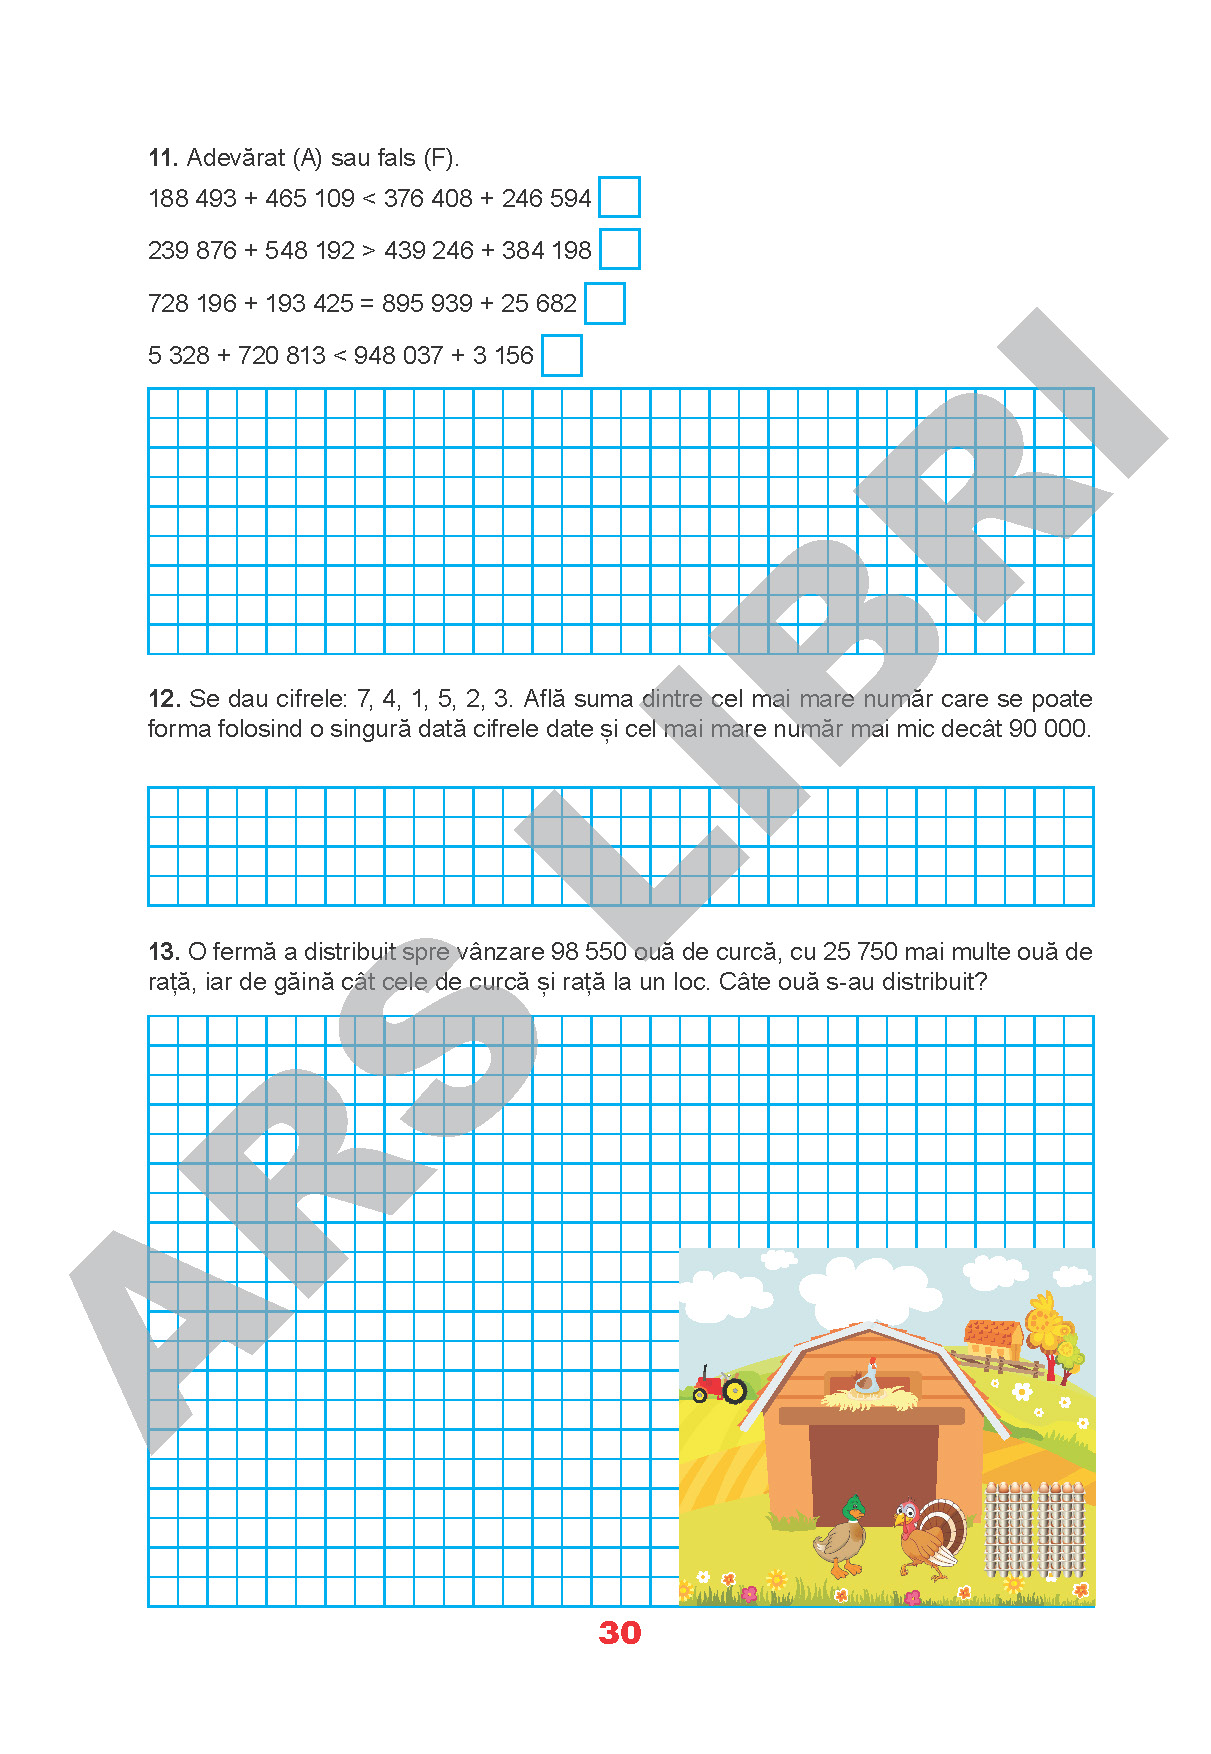 11. Adevărat (A) sau fals (F).
188 493 + 465 109 < 376 408 + 246 594
239 876 + 548 192 > 439 246 + 384 198
728 196 + 193 425 = 895 939 + 25 682
5 328 + 720 813 < 948 037 + 3 156
12. Se dau cifrele: 7, 4, 1, 5, 2, 3. Află suma dintre cel mai mare număr care se poate
forma folosind o singură dată cifrele date și cel mai mare număr mai mic decât 90 000.
13. O fermă a distribuit spre vânzare 98 550 ouă de curcă, cu 25 750 mai multe ouă de
rață, iar de găină cât cele de curcă și rață la un loc. Câte ouă s-au distribuit?
ARS LIBRI
30